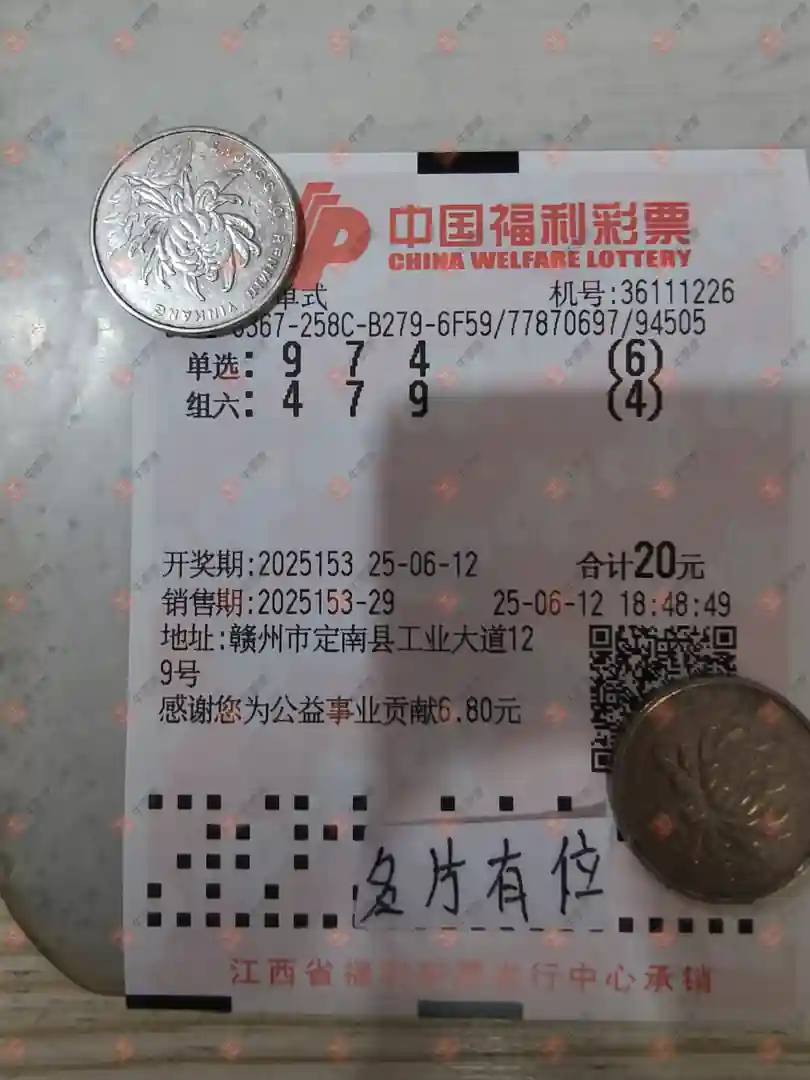 中国福利彩票
CHINA WELFARE LOTTERY
单式 机号:36111226
367-258C-B279-6F59/77870697/94505
单选: 9 7 4 (6)
组六: 4 7 9 (4)
开奖期:2025153 25-06-12 合计20元
销售期:2025153-29 25-06-12 18:48:49
地址:赣州市定南县工业大道12
9号
感谢您为公益事业贡献6.80元
名片有位
江西省福利彩票发行中心承销